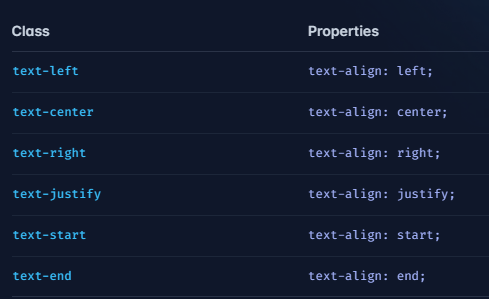 Class Properties
text-left text-align: left;
text-center text-align: center;
text-right text-align: right;
text-justify text-align: justify;
text-start text-align: start;
text-end text-align: end;